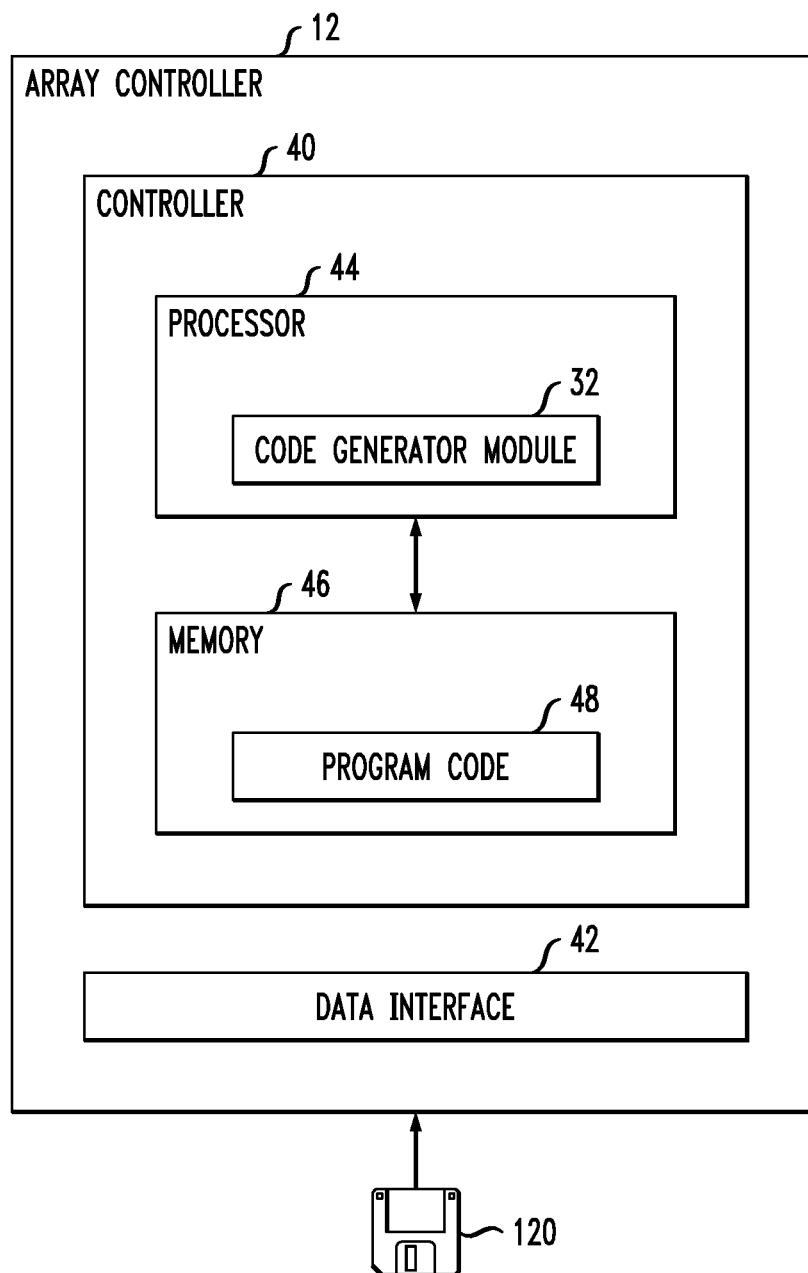 12
ARRAY CONTROLLER
40
CONTROLLER
44
PROCESSOR
32
CODE GENERATOR MODULE
46
MEMORY
48
PROGRAM CODE
42
DATA INTERFACE
120